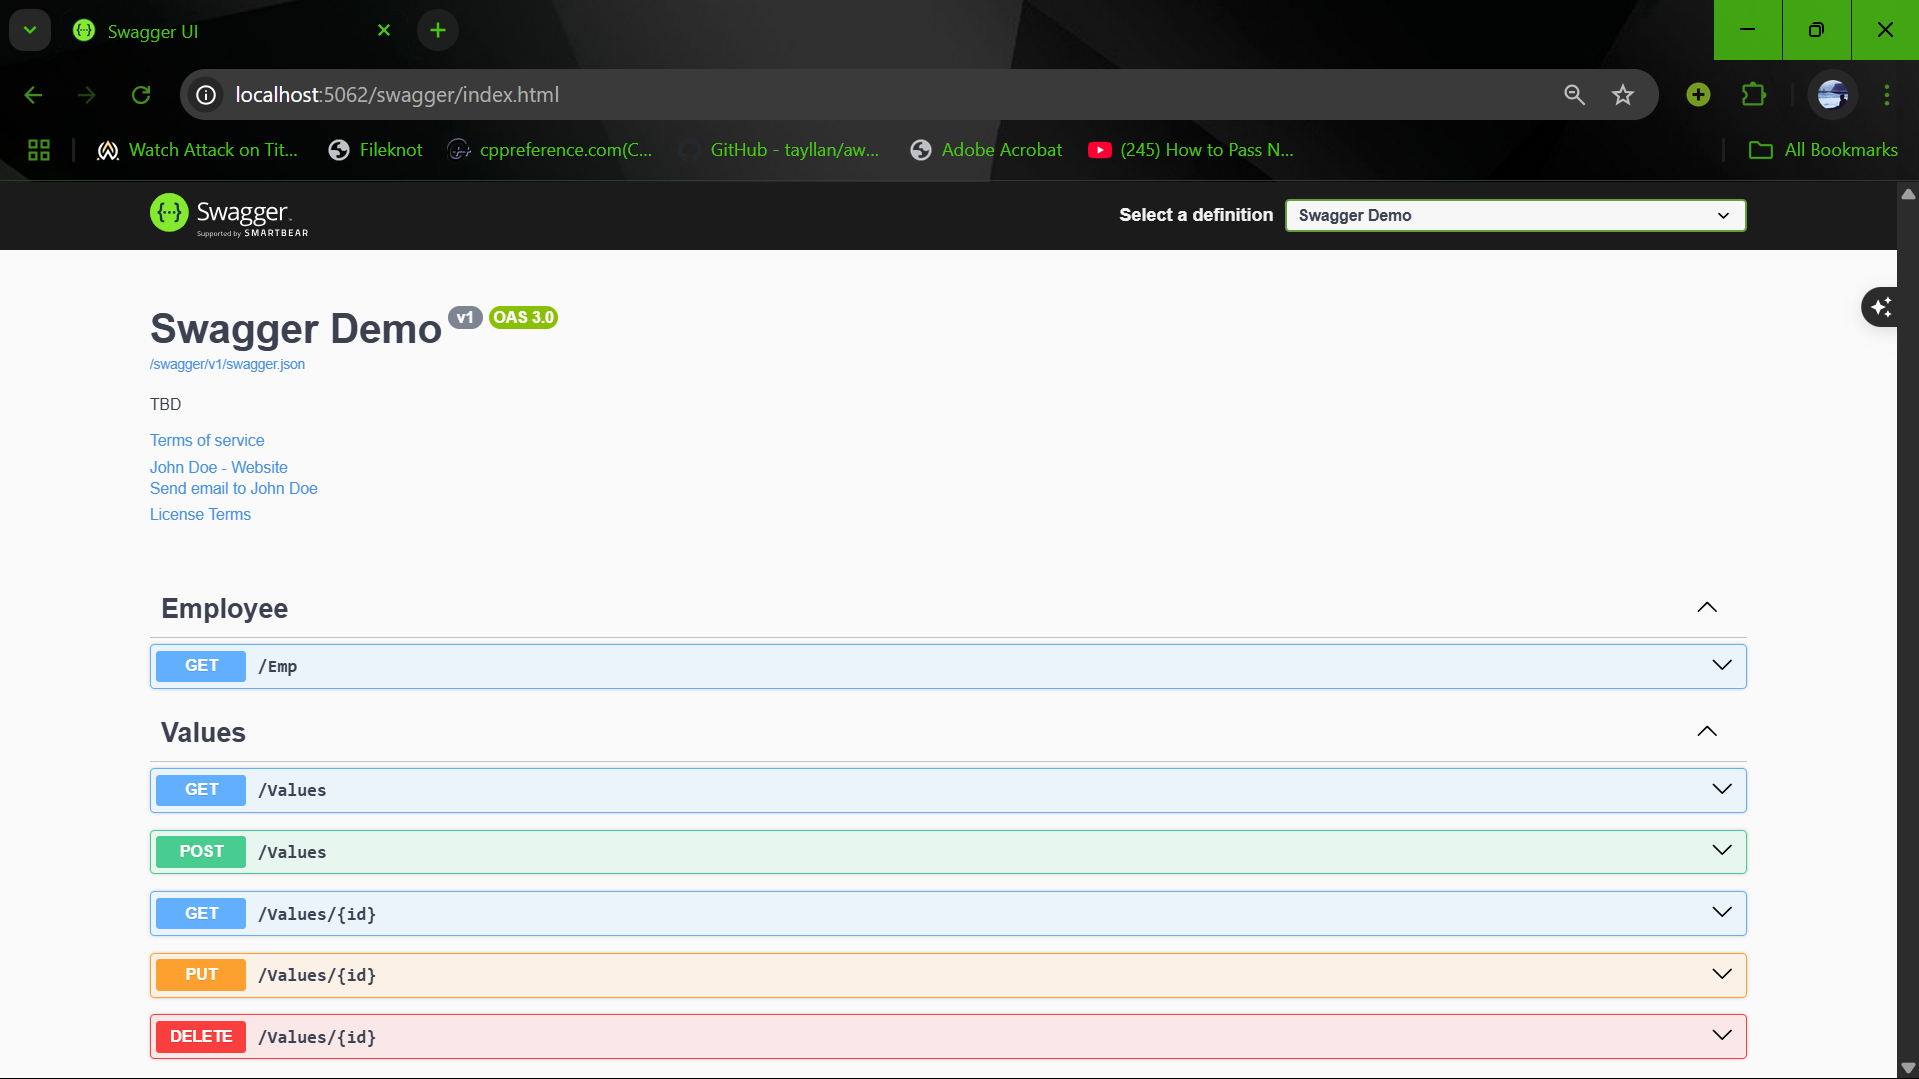 Swagger UI
localhost:5062/swagger/index.html
Watch Attack on Tit...
Fileknot
cppreference.com(C...
GitHub - tayllan/aw...
Adobe Acrobat
(245) How to Pass N...
All Bookmarks
Swagger.
Supported by SMARTBEAR
Select a definition
Swagger Demo
Swagger Demo v1 OAS 3.0
/swagger/v1/swagger.json
TBD
Terms of service
John Doe - Website
Send email to John Doe
License Terms
Employee
GET /Emp
Values
GET /Values
POST /Values
GET /Values/{id}
PUT /Values/{id}
DELETE /Values/{id}